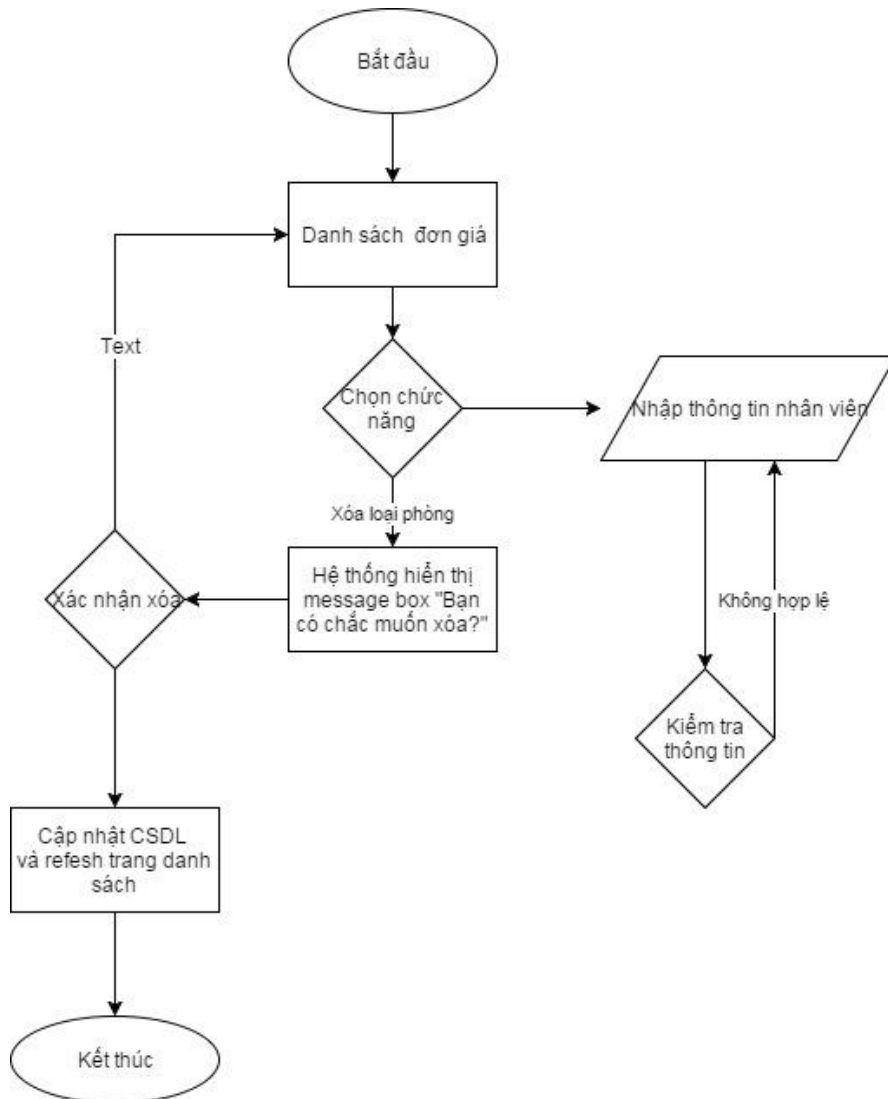 Bắt đầu
Danh sách đơn giá
Text
Chọn chức
năng
Nhập thông tin nhân viên
Xóa loại phòng
Hệ thống hiển thị
message box "Bạn
có chắc muốn xóa?"
Xác nhận xóa
Không hợp lệ
Kiểm tra
thông tin
Cập nhật CSDL
và refesh trang danh
sách
Kết thúc